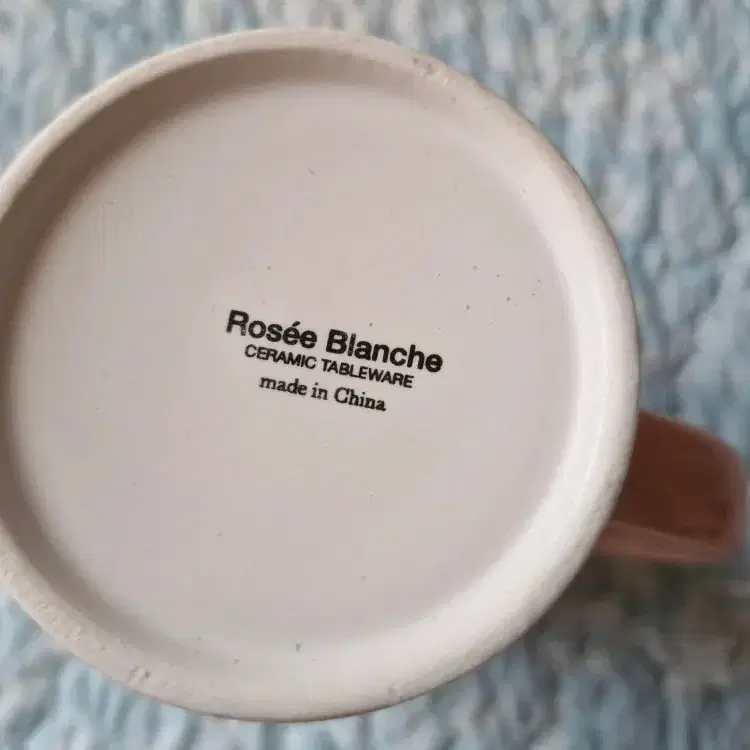 Rosée Blanche
CERAMIC TABLEWARE
made in China